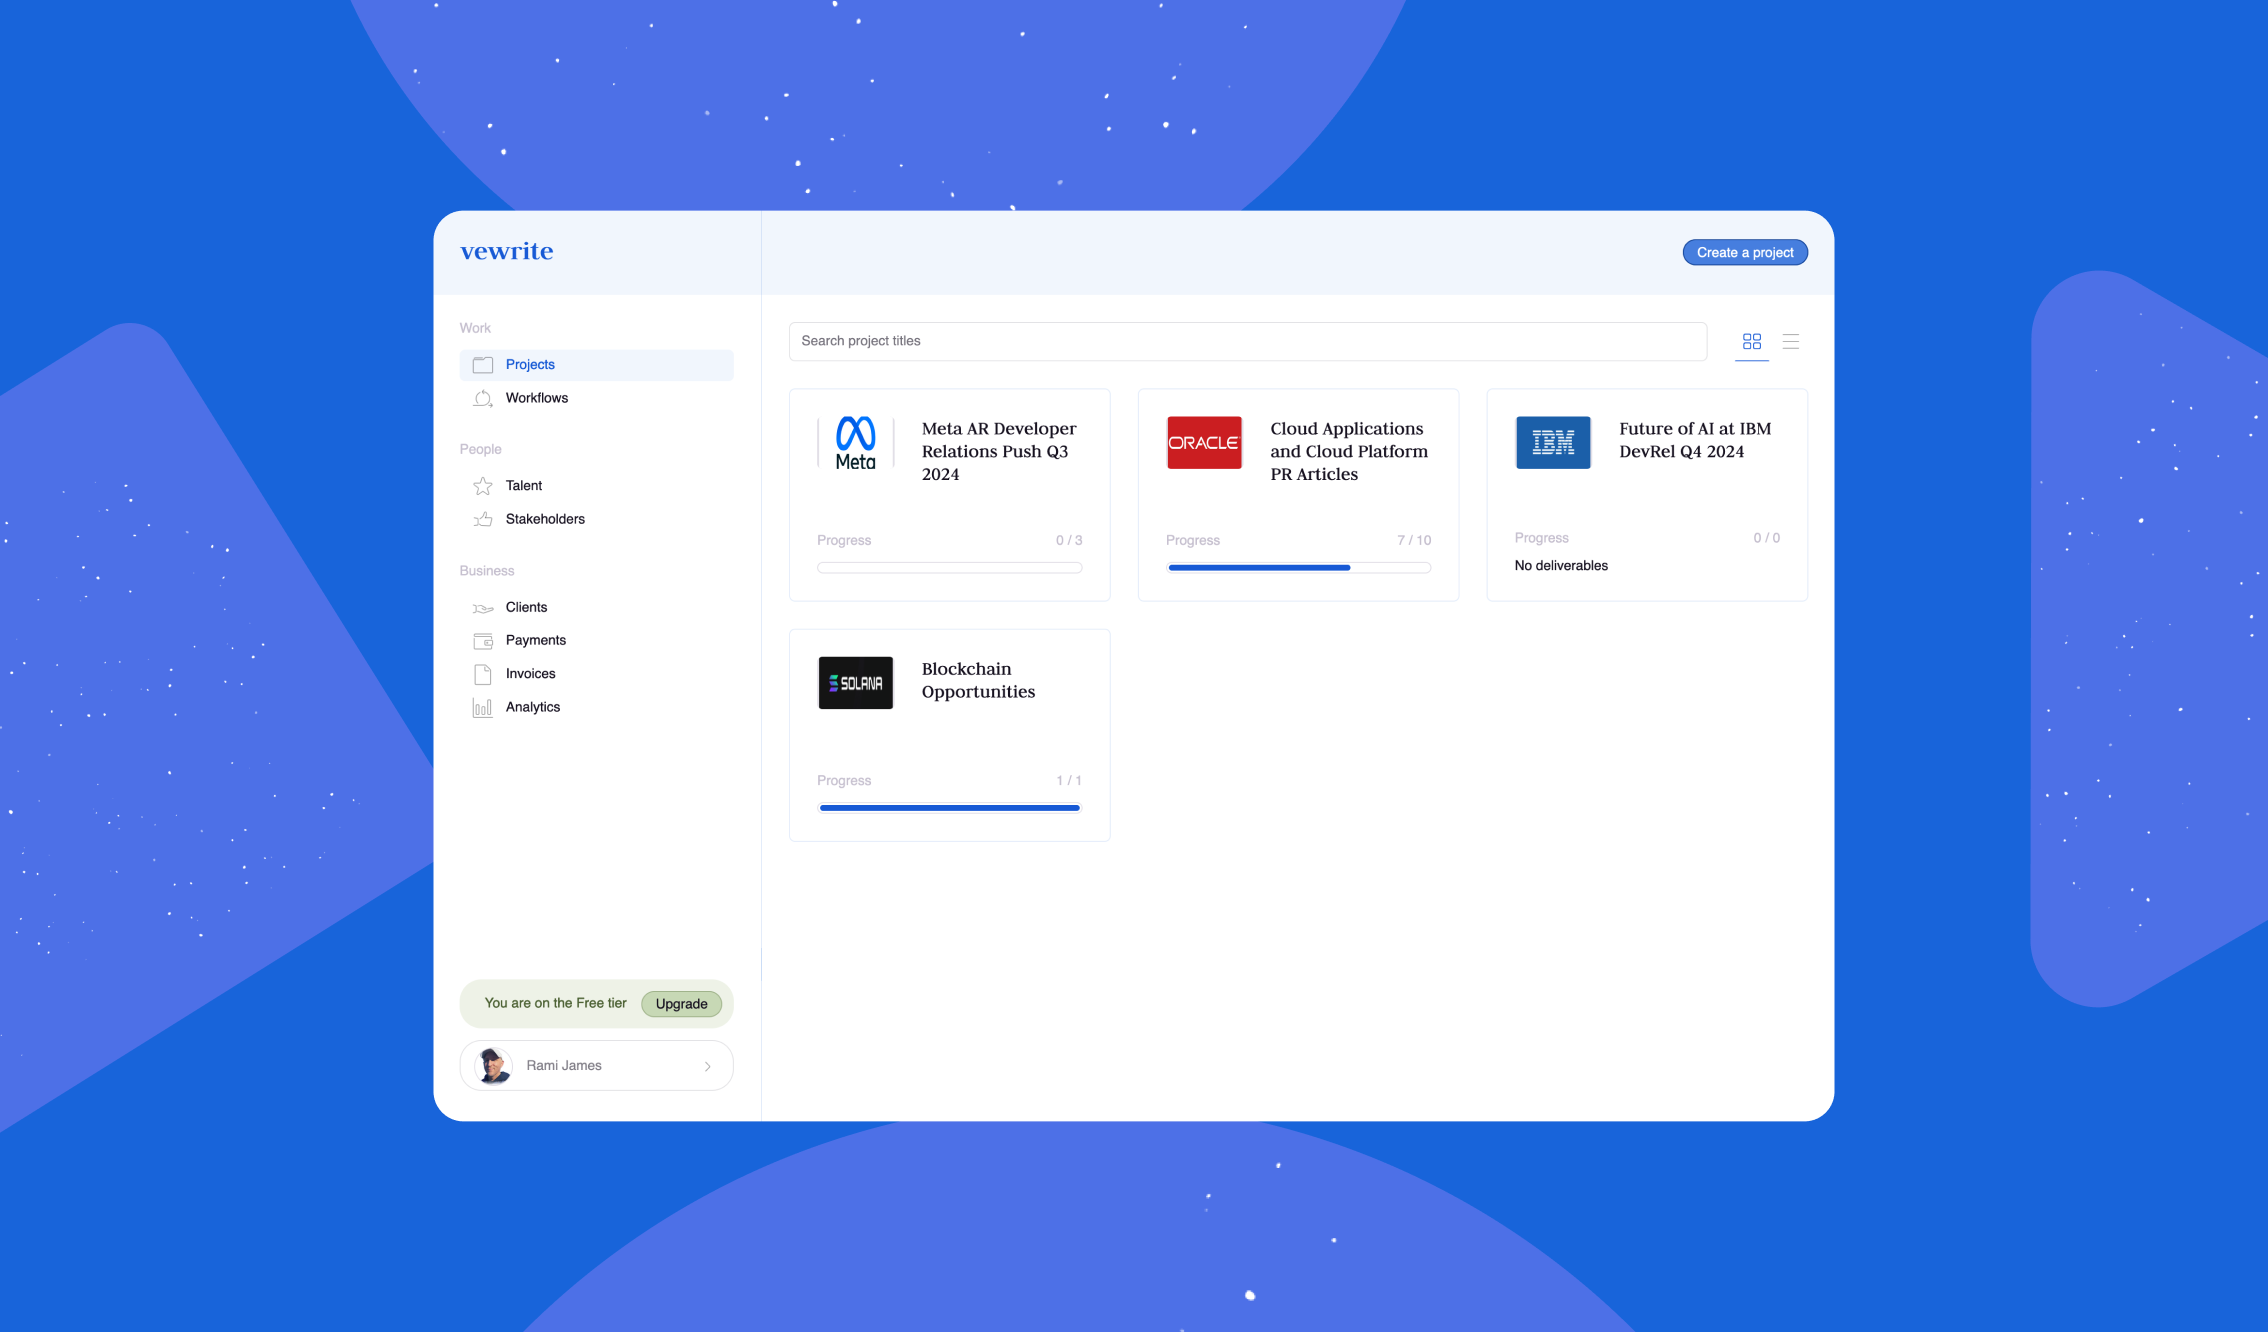 vewrite
Create a project
Work
Projects
Workflows
People
Talent
Stakeholders
Business
Clients
Payments
Invoices
Analytics
You are on the Free tier
Upgrade
Rami James
Search project titles
Meta
Meta AR Developer
Relations Push Q3
2024
Progress
0 / 3
ORACLE
Cloud Applications
and Cloud Platform
PR Articles
Progress
7 / 10
IBM
Future of AI at IBM
DevRel Q4 2024
Progress
0 / 0
No deliverables
SOLANA
Blockchain
Opportunities
Progress
1 / 1